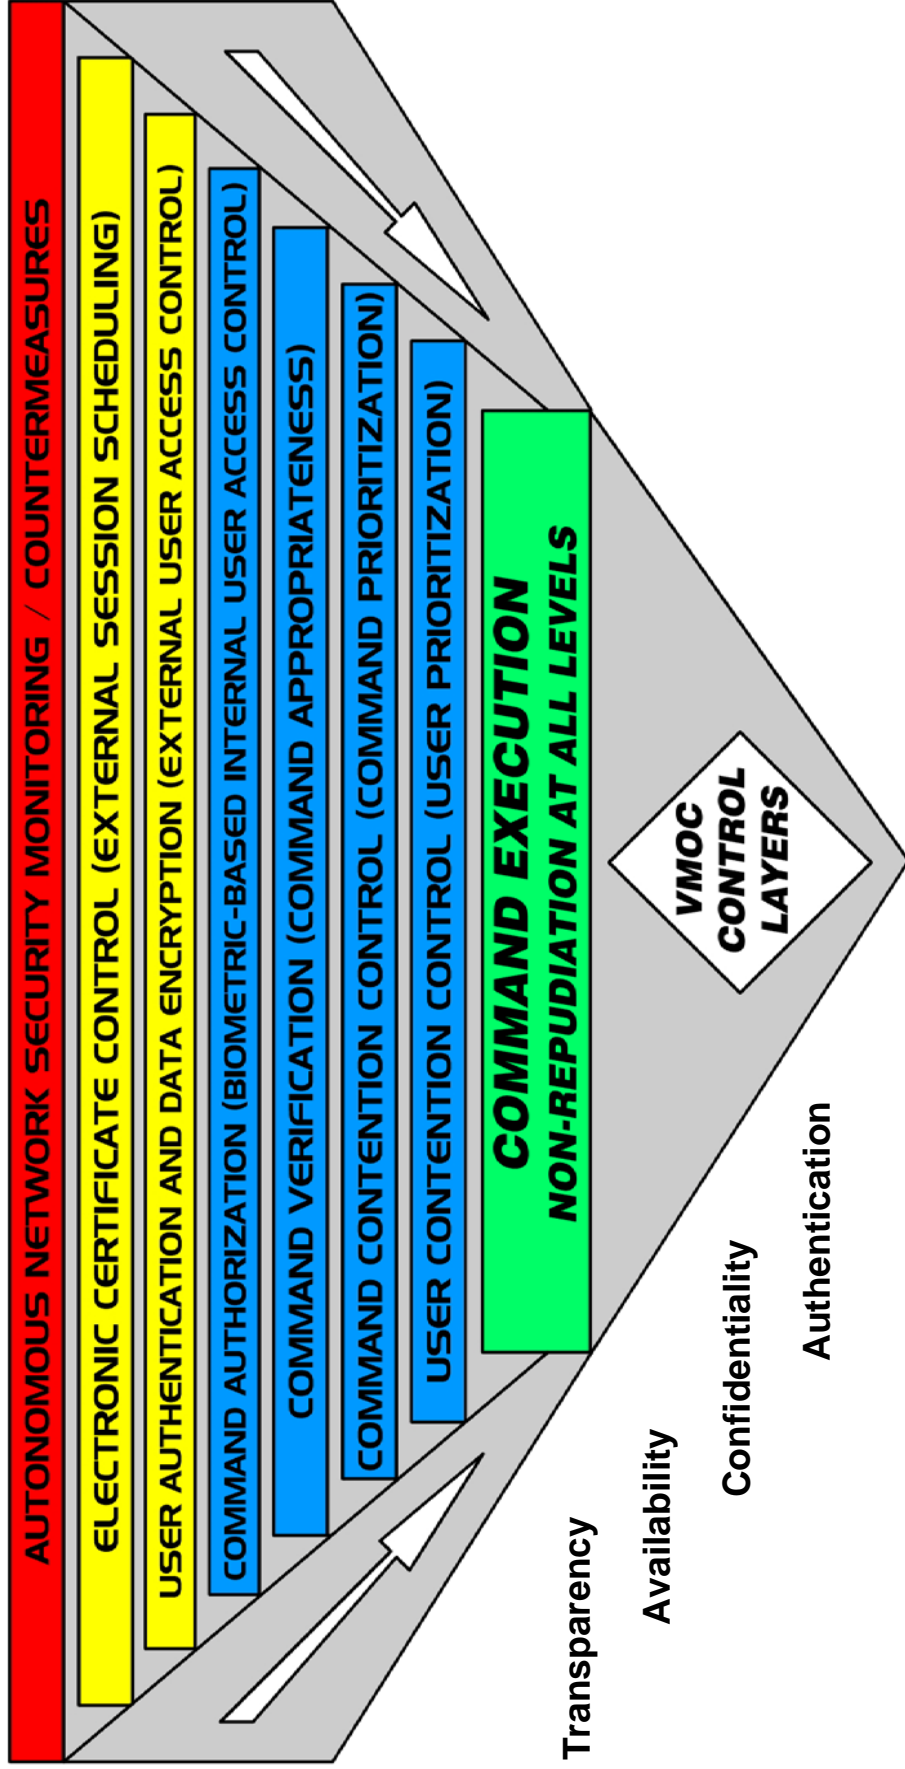 AUTONOMOUS NETWORK SECURITY MONITORING / COUNTERMEASURES
ELECTRONIC CERTIFICATE CONTROL (EXTERNAL SESSION SCHEDULING)
USER AUTHENTICATION AND DATA ENCRYPTION (EXTERNAL USER ACCESS CONTROL)
COMMAND AUTHORIZATION (BIOMETRIC-BASED INTERNAL USER ACCESS CONTROL)
COMMAND VERIFICATION (COMMAND APPROPRIATENESS)
COMMAND CONTENTION CONTROL (COMMAND PRIORITIZATION)
USER CONTENTION CONTROL (USER PRIORITIZATION)
COMMAND EXECUTION
NON-REPUDIATION AT ALL LEVELS
Transparency
Availability
Confidentiality
Authentication
VMOC
CONTROL
LAYERS